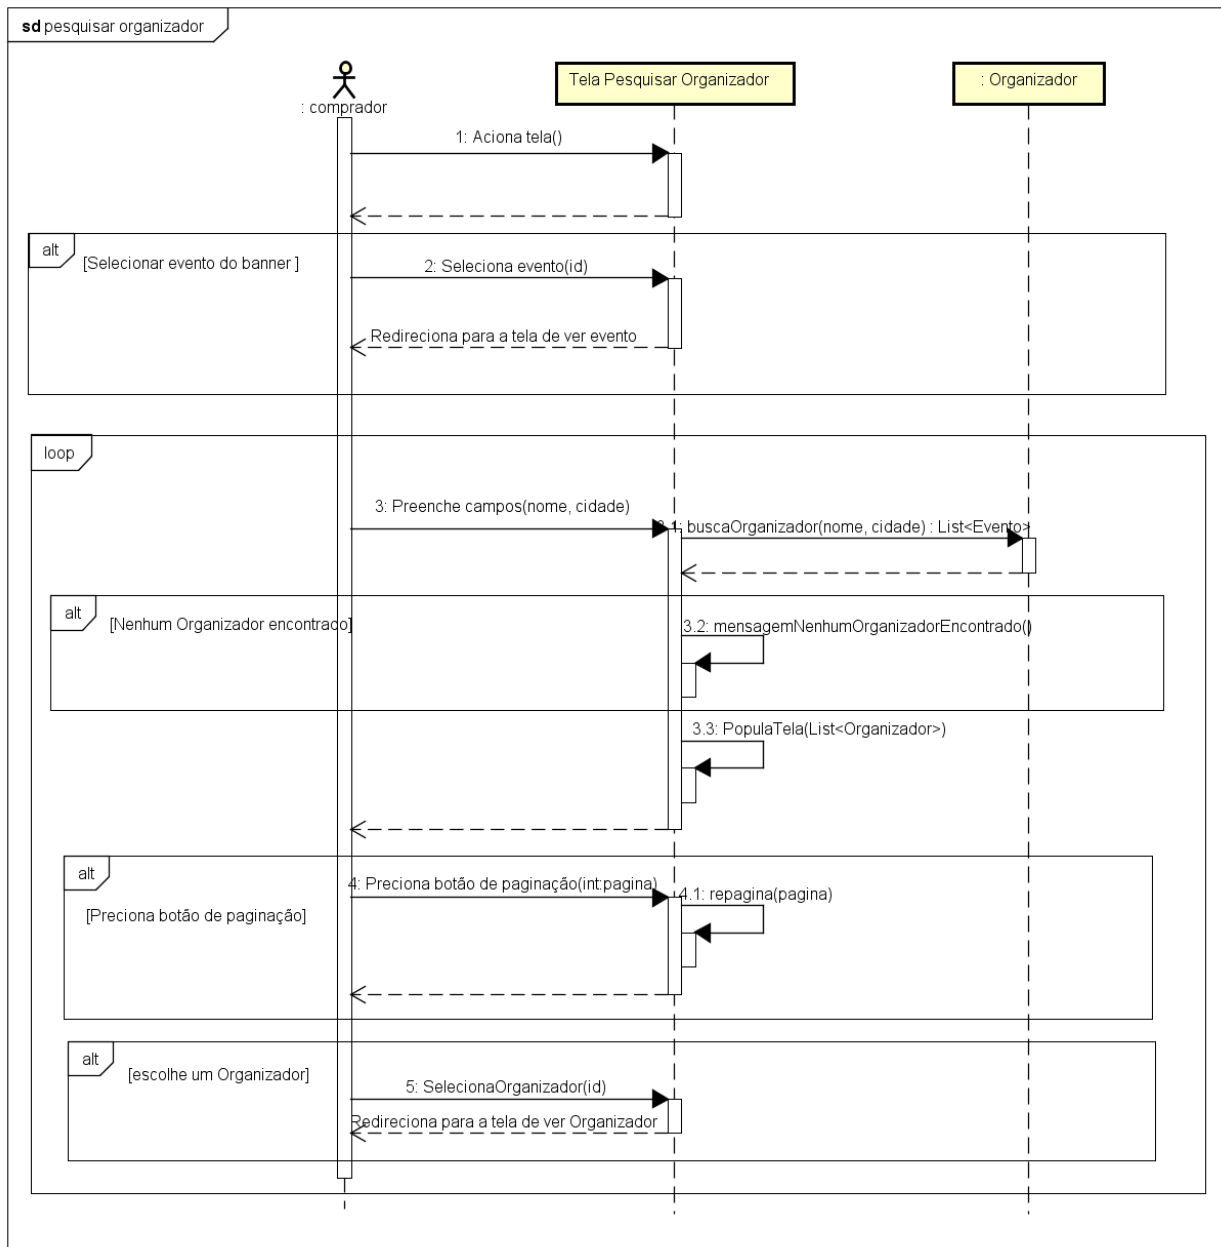 sd pesquisar organizador
: comprador
Tela Pesquisar Organizador
: Organizador
1: Aciona tela()
alt
[Selecionar evento do banner ]
2: Seleciona evento(id)
Redireciona para a tela de ver evento
loop
3: Preenche campos(nome, cidade)
3.1: buscaOrganizador(nome, cidade) : List<Evento>
alt
[Nenhum Organizador encontrado]
3.2: mensagemNenhumOrganizadorEncontrado()
3.3: PopulaTela(List<Organizador>)
alt
4: Preciona botão de paginação(int:pagina)
4.1: repagina(pagina)
[Preciona botão de paginação]
alt
[escolhe um Organizador]
5: SelecionaOrganizador(id)
Redireciona para a tela de ver Organizador